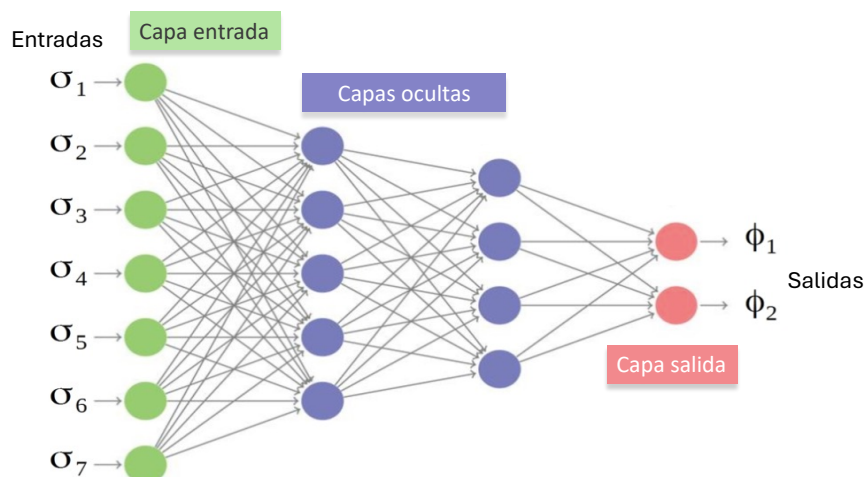 Entradas
Capa entrada
Capas ocultas
σ1
σ2
σ3
σ4
σ5
σ6
σ7
ϕ1
ϕ2
Salidas
Capa salida